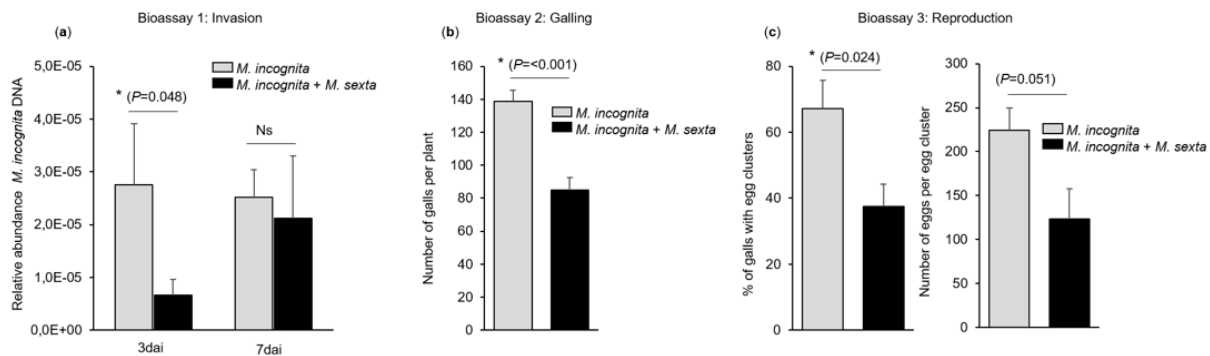 Bioassay 1: Invasion
(a)
Relative abundance M. incognita DNA
5,0E-05
4,0E-05
3,0E-05
2,0E-05
1,0E-05
0,0E+00
M. incognita
M. incognita + M. sexta
* (P=0.048)
Ns
3dai
7dai
Bioassay 2: Galling
(b)
Number of galls per plant
160
140
120
100
80
60
40
20
0
* (P=<0.001)
M. incognita
M. incognita + M. sexta
Bioassay 3: Reproduction
(c)
% of galls with egg clusters
80
60
40
20
0
* (P=0.024)
Number of eggs per egg cluster
300
250
200
150
100
50
0
(P=0.051)
M. incognita
M. incognita + M. sexta